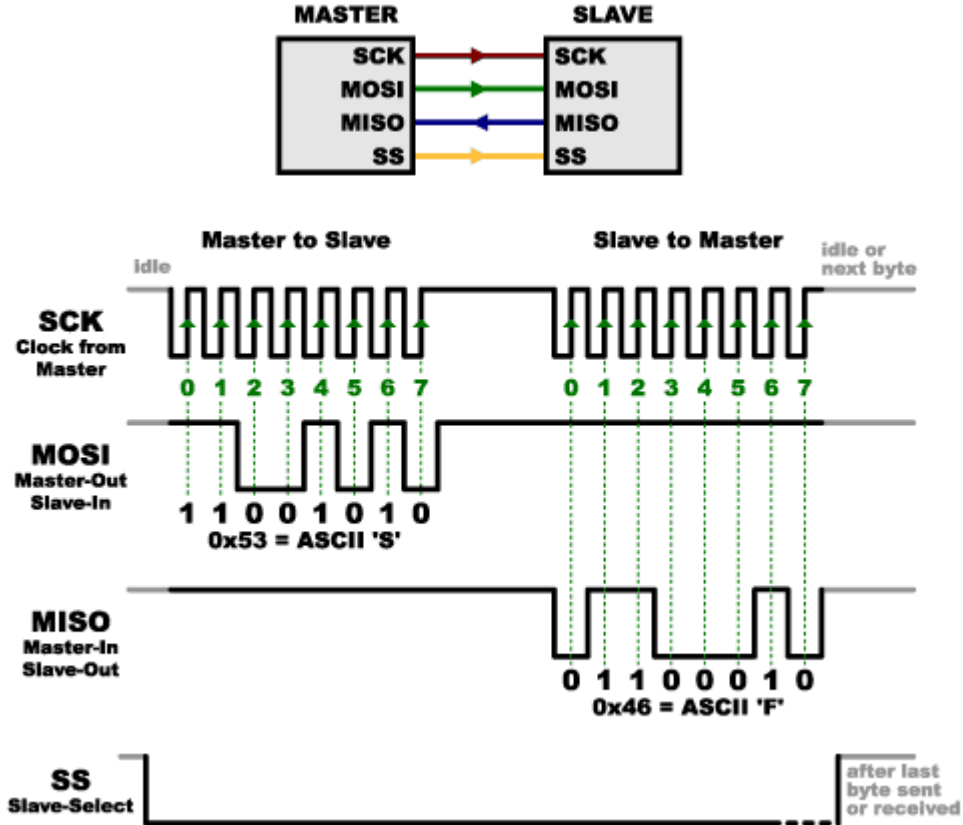 MASTER SLAVE
SCK SCK
MOSI MOSI
MISO MISO
SS SS
Master to Slave Slave to Master
idle
idle or
next byte
SCK
Clock from
Master
0 1 2 3 4 5 6 7 0 1 2 3 4 5 6 7
MOSI
Master-Out
Slave-In
1 1 0 0 1 0 1 0
0x53 = ASCII 'S'
MISO
Master-In
Slave-Out
0 1 1 0 0 0 1 0
0x46 = ASCII 'F'
SS
Slave-Select
after last
byte sent
or received